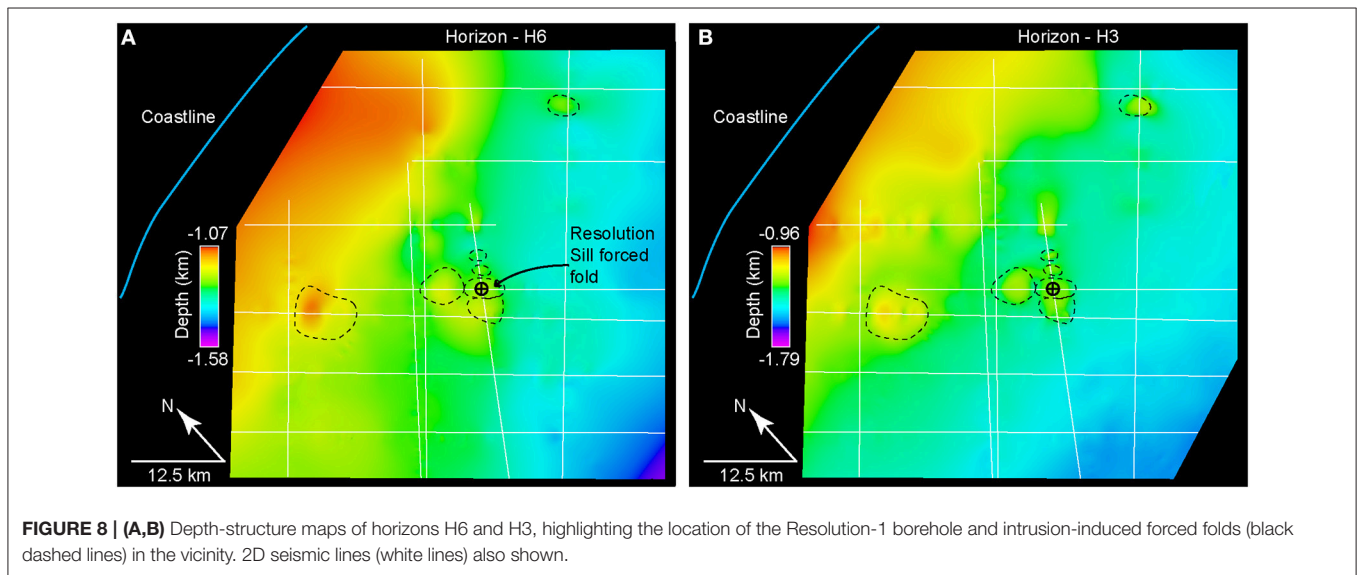 A
Horizon - H6
Coastline
Resolution
Sill forced
fold
-1.07
Depth (km)
-1.58
N
12.5 km
B
Horizon - H3
Coastline
-0.96
Depth (km)
-1.79
N
12.5 km
FIGURE 8 | (A,B) Depth-structure maps of horizons H6 and H3, highlighting the location of the Resolution-1 borehole and intrusion-induced forced folds (black
dashed lines) in the vicinity. 2D seismic lines (white lines) also shown.